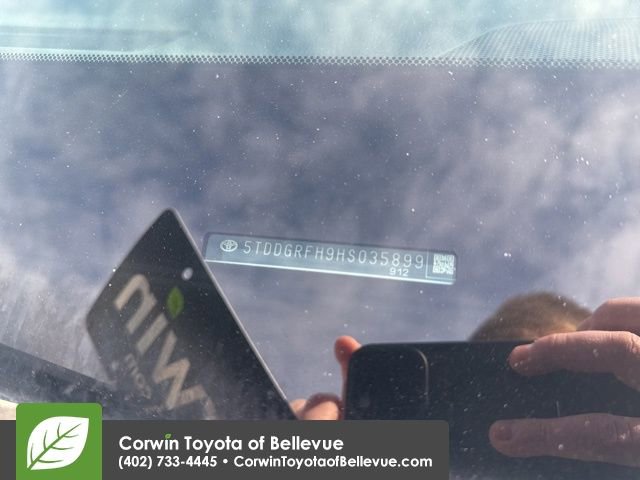 5TDDGRFH9HS035899
912
Corwin Toyota of Bellevue
(402) 733-4445 • CorwinToyotaofBellevue.com